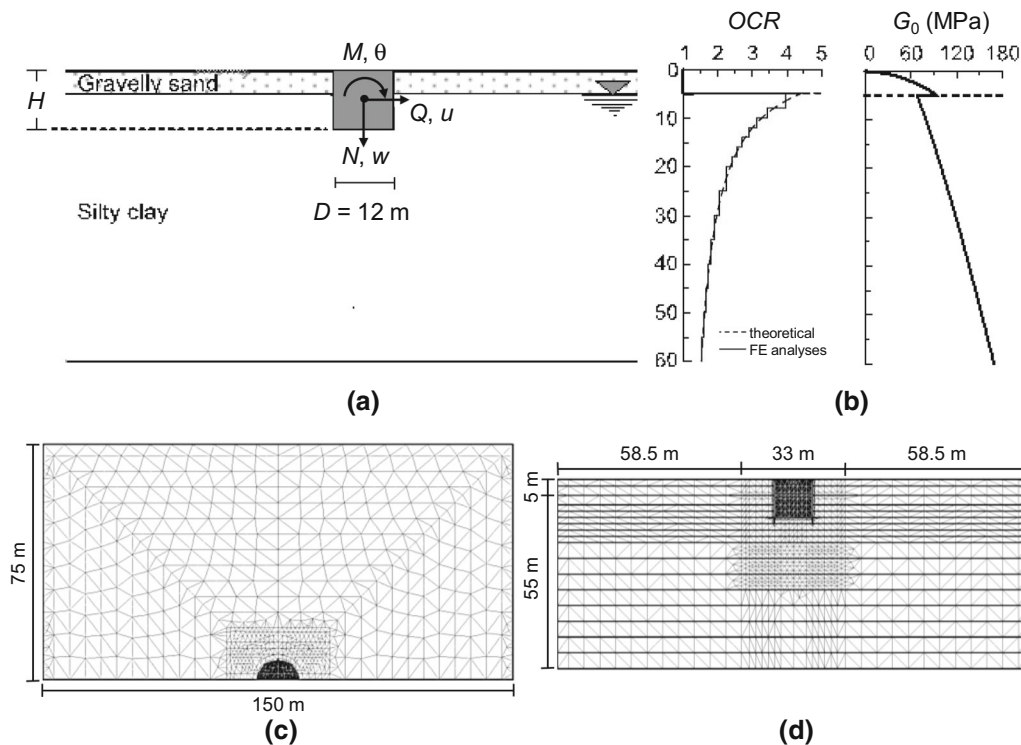 M, θ
Gravelly sand
H
Q, u
N, w
D = 12 m
Silty clay
(a)
OCR
1 2 3 4 5
0
10
20
30
40
50
60
theoretical
FE analyses
G₀ (MPa)
0 60 120 180
(b)
75 m
150 m
(c)
58.5 m 33 m 58.5 m
5 m
55 m
(d)